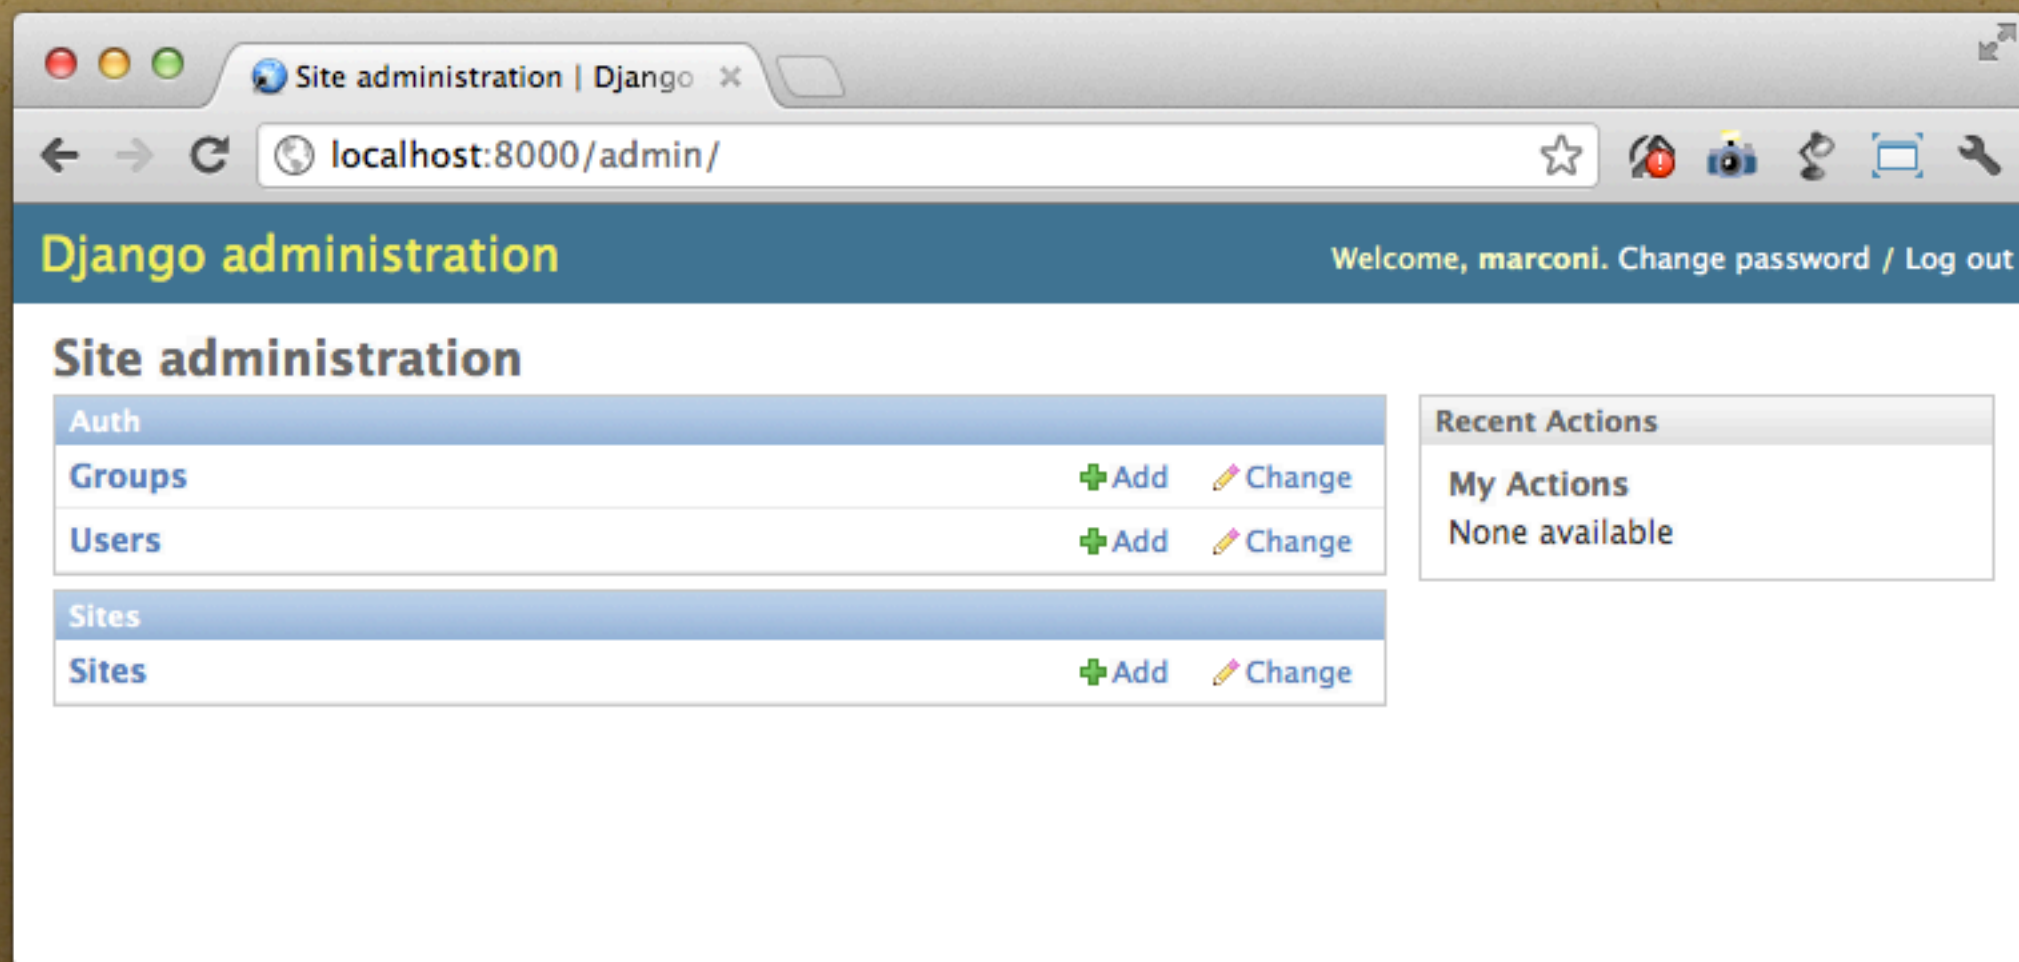 Site administration | Django
localhost:8000/admin/
Django administration
Welcome, marconi. Change password / Log out
Site administration
Auth
Groups Add Change
Users Add Change
Sites
Sites Add Change
Recent Actions
My Actions
None available